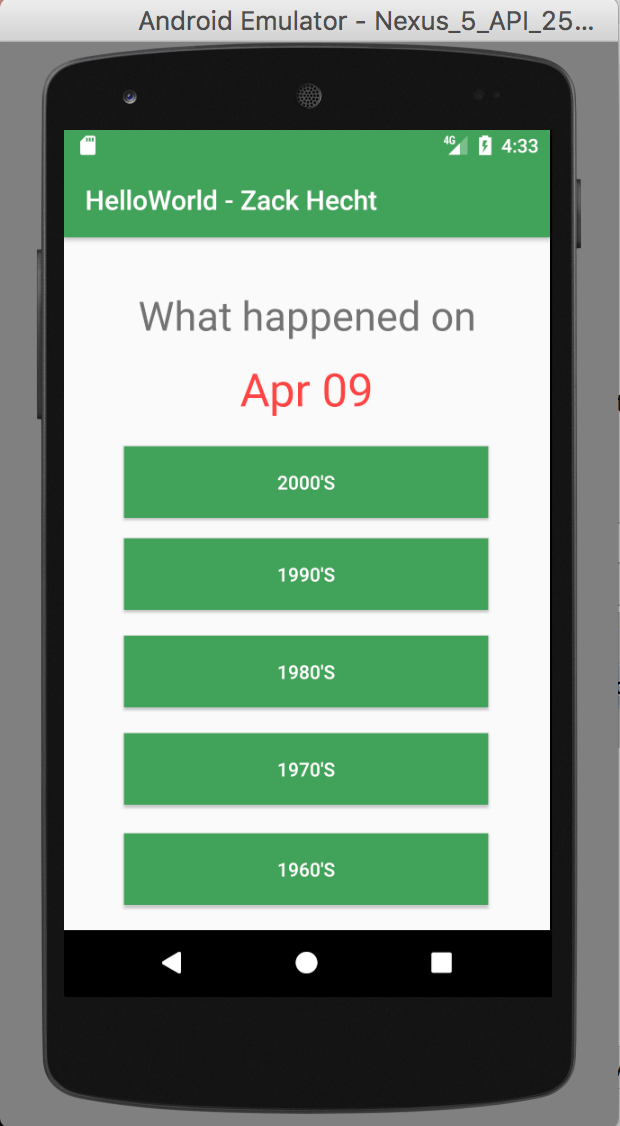 Android Emulator - Nexus_5_API_25...
4G 4:33
HelloWorld - Zack Hecht
What happened on
Apr 09
2000'S
1990'S
1980'S
1970'S
1960'S